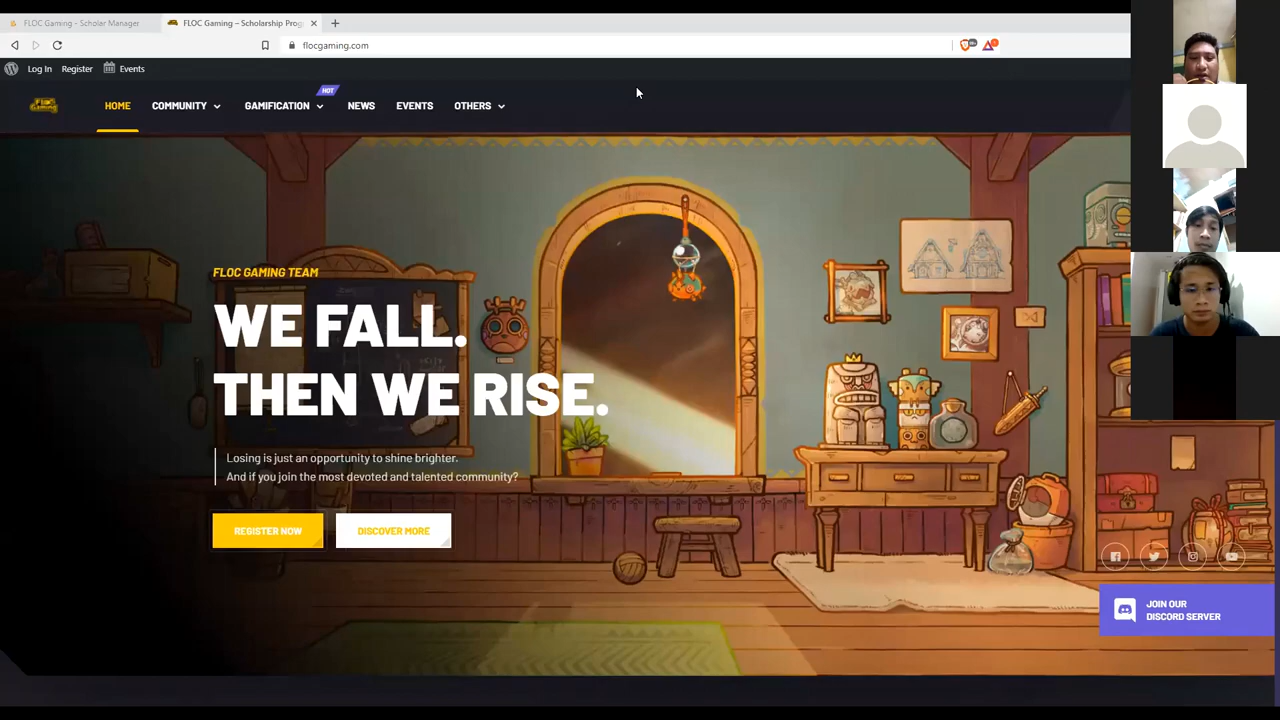 FLOC Gaming - Scholar Manager
FLOC Gaming – Scholarship Prog
flocgaming.com
Log In Register Events
HOT
FLOC Gaming
HOME COMMUNITY GAMIFICATION NEWS EVENTS OTHERS
FLOC GAMING TEAM
WE FALL.
THEN WE RISE.
Losing is just an opportunity to shine brighter.
And if you join the most devoted and talented community?
REGISTER NOW DISCOVER MORE
JOIN OUR
DISCORD SERVER